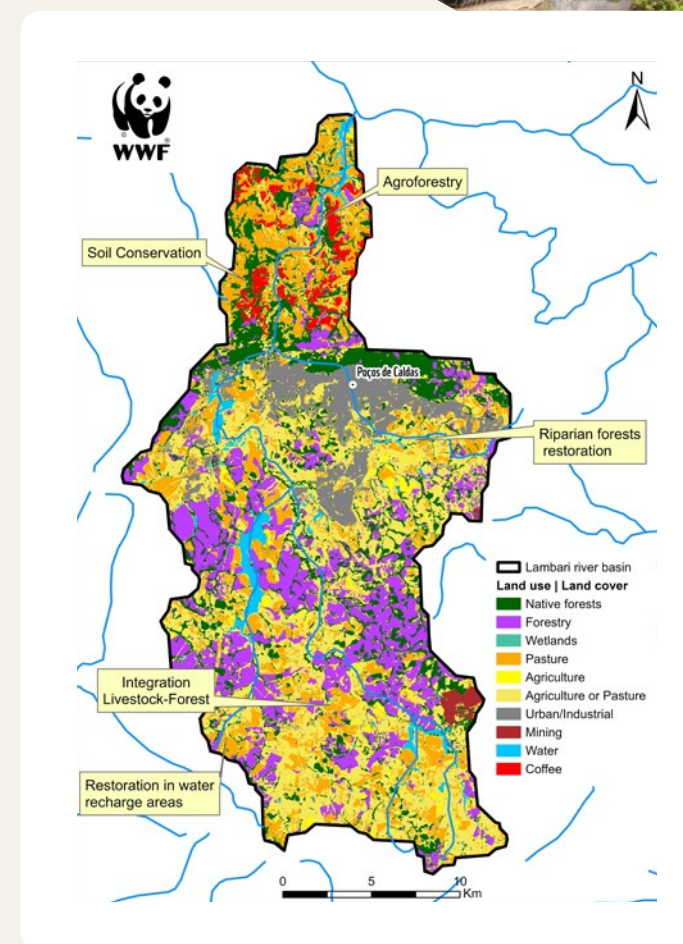 WWF
N
Agroforestry
Soil Conservation
Poços de Caldas
Riparian forests
restoration
Lambari river basin
Land use | Land cover
Native forests
Forestry
Wetlands
Pasture
Agriculture
Agriculture or Pasture
Urban/Industrial
Mining
Water
Coffee
Integration
Livestock-Forest
Restoration in water
recharge areas
0 5 10
Km